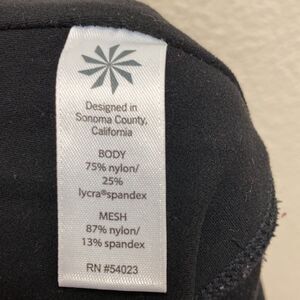 Designed in
Sonoma County,
California
BODY
75% nylon/
25%
lycra®spandex
MESH
87% nylon/
13% spandex
RN #54023